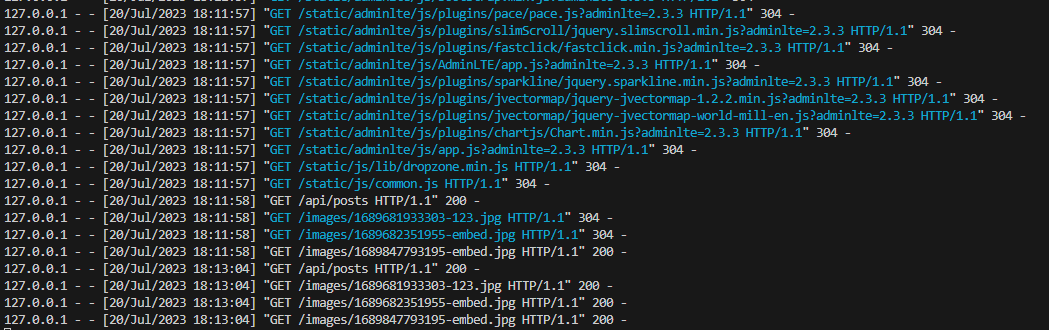 127.0.0.1 - - [20/Jul/2023 18:11:57] "GET /static/adminlte/js/plugins/pace/pace.js?adminlte=2.3.3 HTTP/1.1" 304 -
127.0.0.1 - - [20/Jul/2023 18:11:57] "GET /static/adminlte/js/plugins/slimScroll/jquery.slimscroll.min.js?adminlte=2.3.3 HTTP/1.1" 304 -
127.0.0.1 - - [20/Jul/2023 18:11:57] "GET /static/adminlte/js/plugins/fastclick/fastclick.min.js?adminlte=2.3.3 HTTP/1.1" 304 -
127.0.0.1 - - [20/Jul/2023 18:11:57] "GET /static/adminlte/js/AdminLTE/app.js?adminlte=2.3.3 HTTP/1.1" 304 -
127.0.0.1 - - [20/Jul/2023 18:11:57] "GET /static/adminlte/js/plugins/sparkline/jquery.sparkline.min.js?adminlte=2.3.3 HTTP/1.1" 304 -
127.0.0.1 - - [20/Jul/2023 18:11:57] "GET /static/adminlte/js/plugins/jvectormap/jquery-jvectormap-1.2.2.min.js?adminlte=2.3.3 HTTP/1.1" 304 -
127.0.0.1 - - [20/Jul/2023 18:11:57] "GET /static/adminlte/js/plugins/jvectormap/jquery-jvectormap-world-mill-en.js?adminlte=2.3.3 HTTP/1.1" 304 -
127.0.0.1 - - [20/Jul/2023 18:11:57] "GET /static/adminlte/js/plugins/chartjs/Chart.min.js?adminlte=2.3.3 HTTP/1.1" 304 -
127.0.0.1 - - [20/Jul/2023 18:11:57] "GET /static/adminlte/js/app.js?adminlte=2.3.3 HTTP/1.1" 304 -
127.0.0.1 - - [20/Jul/2023 18:11:57] "GET /static/js/lib/dropzone.min.js HTTP/1.1" 304 -
127.0.0.1 - - [20/Jul/2023 18:11:57] "GET /static/js/common.js HTTP/1.1" 304 -
127.0.0.1 - - [20/Jul/2023 18:11:58] "GET /api/posts HTTP/1.1" 200 -
127.0.0.1 - - [20/Jul/2023 18:11:58] "GET /images/1689681933303-123.jpg HTTP/1.1" 304 -
127.0.0.1 - - [20/Jul/2023 18:11:58] "GET /images/1689682351955-embed.jpg HTTP/1.1" 304 -
127.0.0.1 - - [20/Jul/2023 18:11:58] "GET /images/1689847793195-embed.jpg HTTP/1.1" 200 -
127.0.0.1 - - [20/Jul/2023 18:13:04] "GET /api/posts HTTP/1.1" 200 -
127.0.0.1 - - [20/Jul/2023 18:13:04] "GET /images/1689681933303-123.jpg HTTP/1.1" 200 -
127.0.0.1 - - [20/Jul/2023 18:13:04] "GET /images/1689682351955-embed.jpg HTTP/1.1" 200 -
127.0.0.1 - - [20/Jul/2023 18:13:04] "GET /images/1689847793195-embed.jpg HTTP/1.1" 200 -